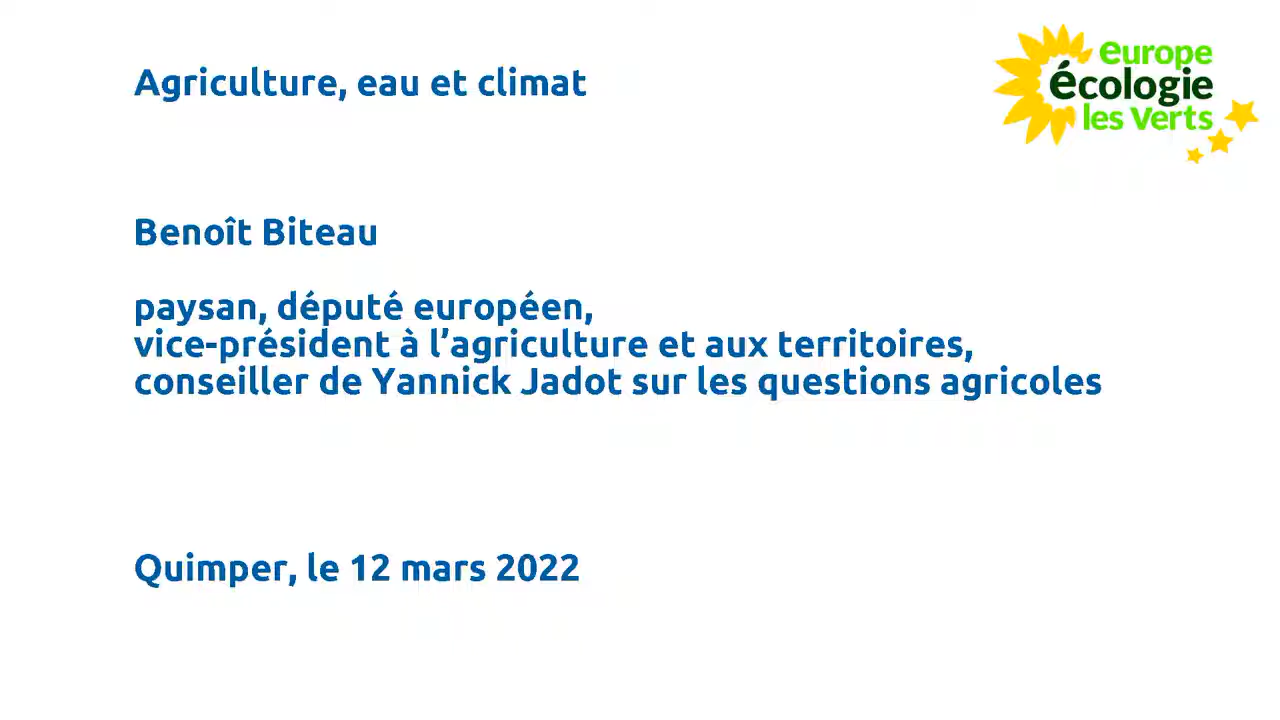 Agriculture, eau et climat
europe
écologie
les Verts
Benoît Biteau
paysan, député européen,
vice-président à l’agriculture et aux territoires,
conseiller de Yannick Jadot sur les questions agricoles
Quimper, le 12 mars 2022